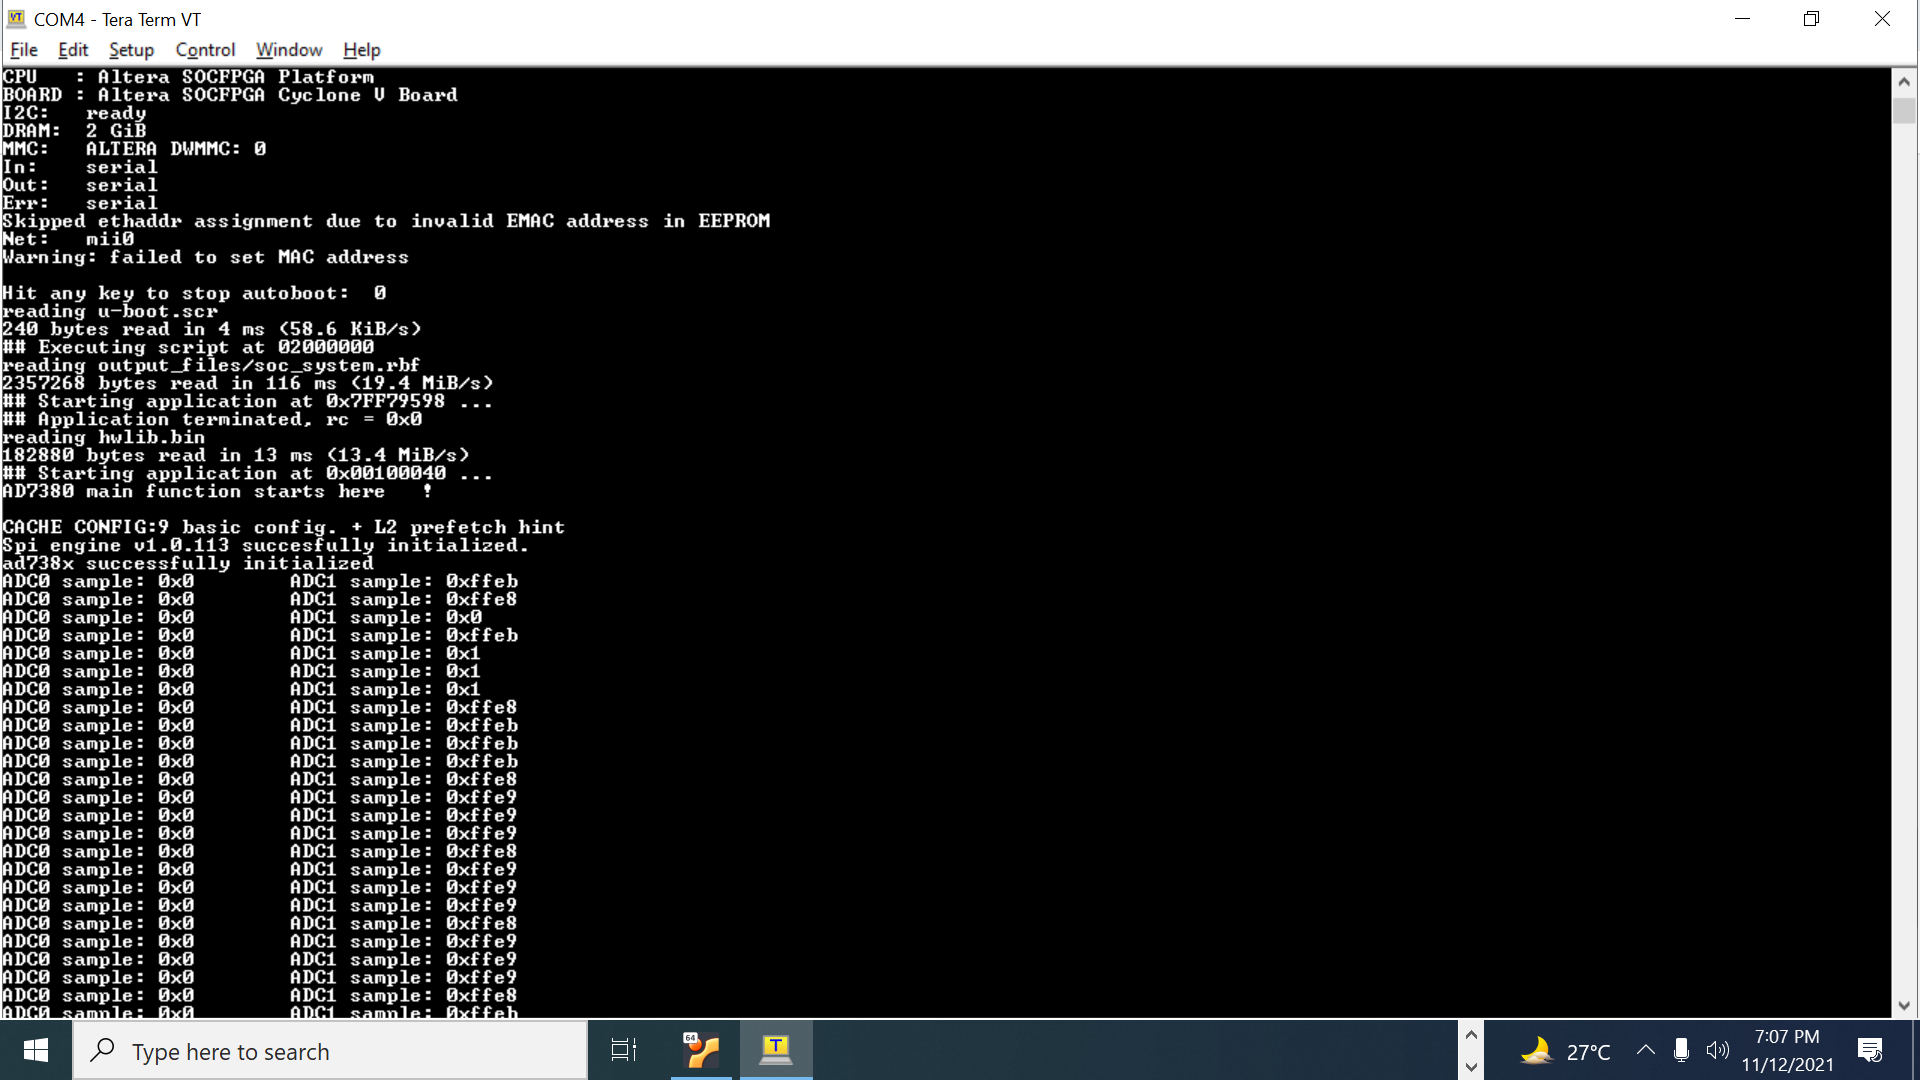 COM4 - Tera Term VT
File Edit Setup Control Window Help
CPU : Altera SOCFPGA Platform
BOARD : Altera SOCFPGA Cyclone V Board
I2C: ready
DRAM: 2 GiB
MMC: ALTERA DWMMC: 0
In: serial
Out: serial
Err: serial
Skipped ethaddr assignment due to invalid EMAC address in EEPROM
Net: mii0
Warning: failed to set MAC address
Hit any key to stop autoboot: 0
reading u-boot.scr
240 bytes read in 4 ms (58.6 KiB/s)
## Executing script at 02000000
reading output_files/soc_system.rbf
2357268 bytes read in 116 ms (19.4 MiB/s)
## Starting application at 0x7FF79598 ...
## Application terminated, rc = 0x0
reading hwlib.bin
182880 bytes read in 13 ms (13.4 MiB/s)
## Starting application at 0x00100040 ...
AD7380 main function starts here !
CACHE CONFIG:9 basic config. + L2 prefetch hint
Spi engine v1.0.113 succesfully initialized.
ad738x successfully initialized
ADC0 sample: 0x0 ADC1 sample: 0xffeb
ADC0 sample: 0x0 ADC1 sample: 0xffe8
ADC0 sample: 0x0 ADC1 sample: 0x0
ADC0 sample: 0x0 ADC1 sample: 0xffeb
ADC0 sample: 0x0 ADC1 sample: 0x1
ADC0 sample: 0x0 ADC1 sample: 0x1
ADC0 sample: 0x0 ADC1 sample: 0x1
ADC0 sample: 0x0 ADC1 sample: 0xffe8
ADC0 sample: 0x0 ADC1 sample: 0xffeb
ADC0 sample: 0x0 ADC1 sample: 0xffeb
ADC0 sample: 0x0 ADC1 sample: 0xffeb
ADC0 sample: 0x0 ADC1 sample: 0xffe8
ADC0 sample: 0x0 ADC1 sample: 0xffe9
ADC0 sample: 0x0 ADC1 sample: 0xffe9
ADC0 sample: 0x0 ADC1 sample: 0xffe9
ADC0 sample: 0x0 ADC1 sample: 0xffe8
ADC0 sample: 0x0 ADC1 sample: 0xffe9
ADC0 sample: 0x0 ADC1 sample: 0xffe9
ADC0 sample: 0x0 ADC1 sample: 0xffe9
ADC0 sample: 0x0 ADC1 sample: 0xffe8
ADC0 sample: 0x0 ADC1 sample: 0xffe9
ADC0 sample: 0x0 ADC1 sample: 0xffe9
ADC0 sample: 0x0 ADC1 sample: 0xffe9
ADC0 sample: 0x0 ADC1 sample: 0xffe8
ADC0 sample: 0x0 ADC1 sample: 0xffeb
Type here to search
64
T
27°C
7:07 PM
11/12/2021